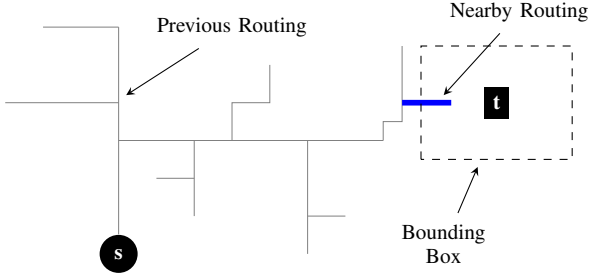 Nearby Routing
Previous Routing
t
Bounding
Box
s